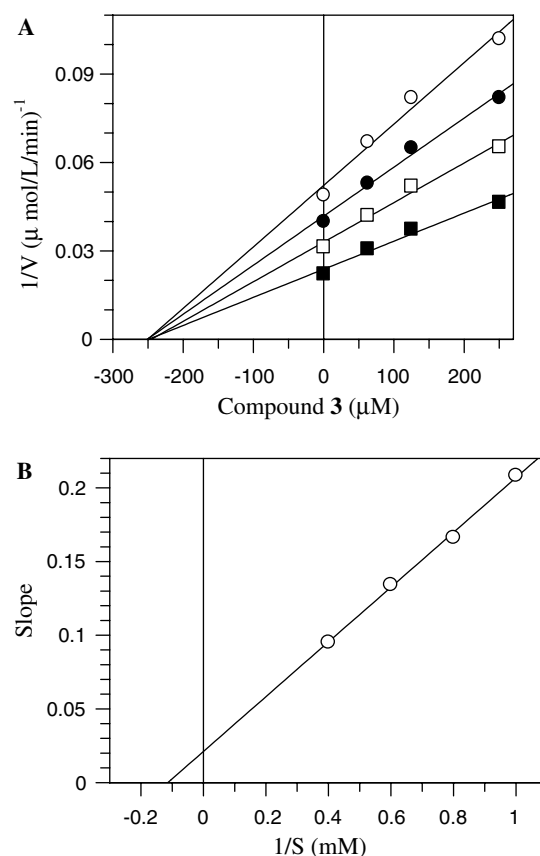 A
0.09
0.06
0.03
0
1/V (μ mol/L/min)⁻¹
-300 -200 -100 0 100 200
Compound 3 (μM)
B
0.2
0.15
0.1
0.05
0
Slope
-0.2 0 0.2 0.4 0.6 0.8 1
1/S (mM)